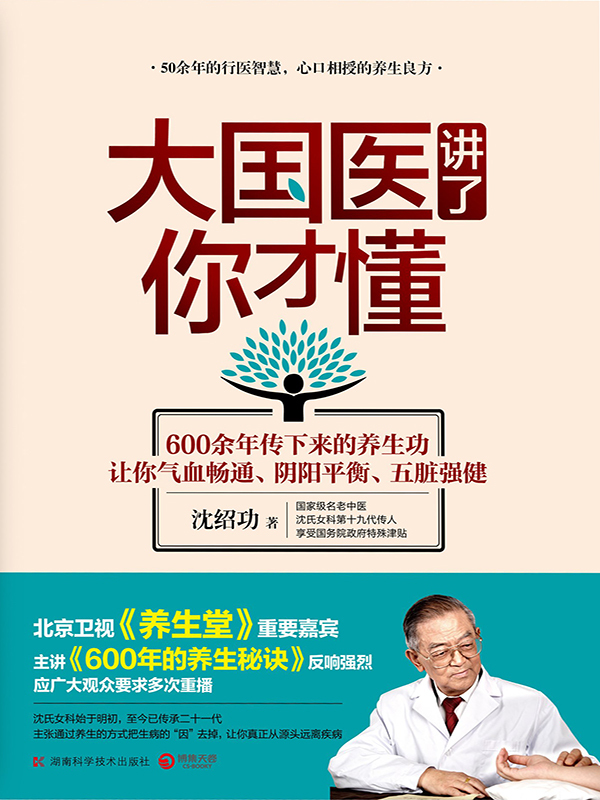 ·50余年的行医智慧，心口相授的养生良方·
大国医讲了
你才懂
600余年传下来的养生功
让你气血畅通、阴阳平衡、五脏强健
沈绍功 著
国家级名老中医
沈氏女科第十九代传人
享受国务院政府特殊津贴
北京卫视《养生堂》重要嘉宾
主讲《600年的养生秘诀》反响强烈
应广大观众要求多次重播
沈氏女科始于明初，至今已传承二十一代
主张通过养生的方式把生病的“因”去掉，让你真正从源头远离疾病
湖南科学技术出版社
博集天卷
CS-BOOKY